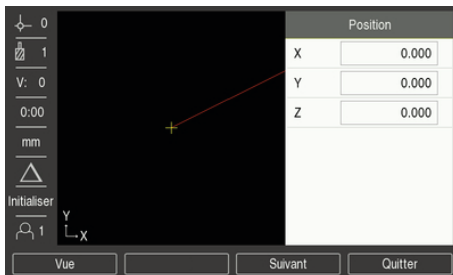 0
1
V: 0
0:00
mm
Initialiser
1
Y
X
Position
X 0.000
Y 0.000
Z 0.000
Vue Suivant Quitter